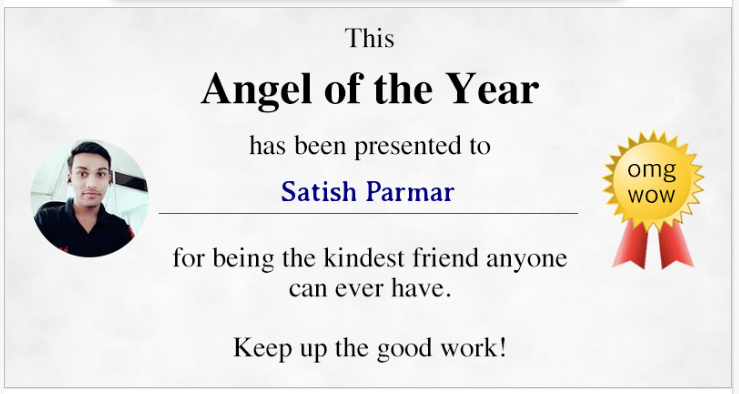 This
Angel of the Year
has been presented to
Satish Parmar
omg
wow
for being the kindest friend anyone
can ever have.
Keep up the good work!